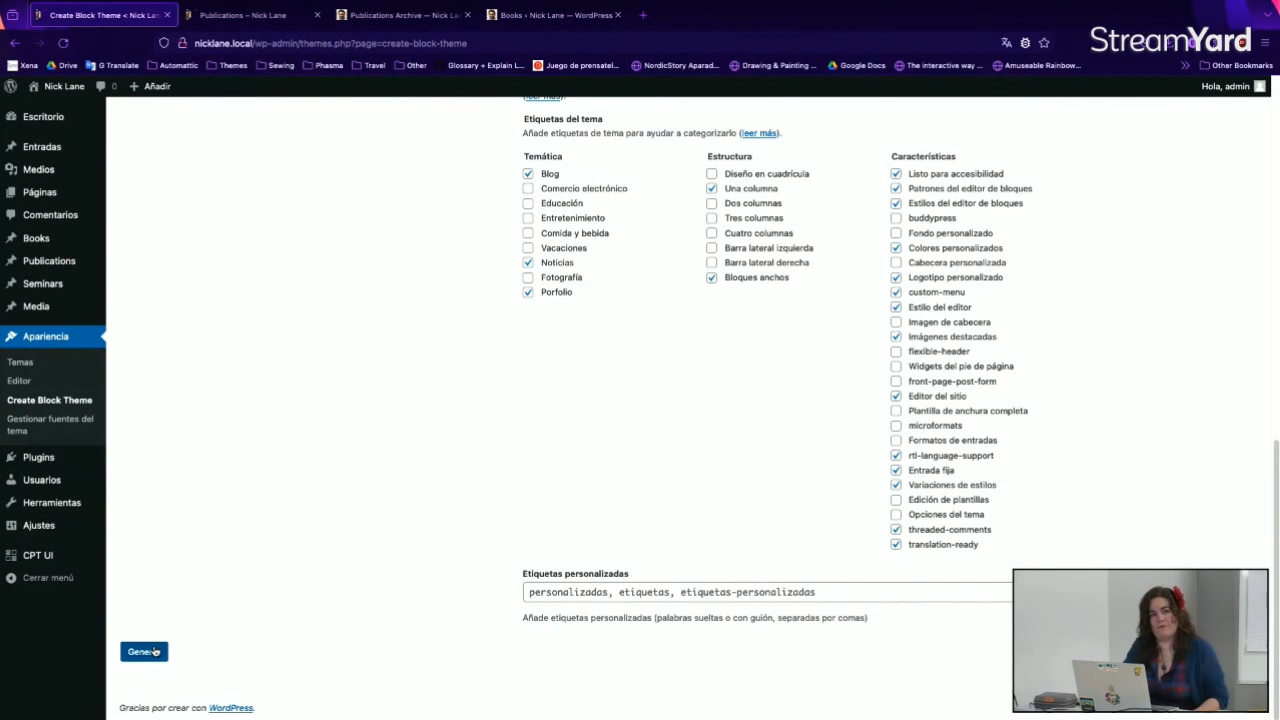 Create Block Theme < Nick Lan
Publications – Nick Lane
Publications Archive — Nick La
Books ‹ Nick Lane — WordPress
StreamYard
nicklane.local/wp-admin/themes.php?page=create-block-theme
Xena
Drive
G Translate
Automattic
Themes
Sewing
Phasma
Travel
Other
Glossary + Explain L...
Juego de prensatel...
NordicStory Aparad...
Drawing & Painting ...
Google Docs
The interactive way ...
Amuseable Rainbow...
Other Bookmarks
Nick Lane
0
Añadir
Hola, admin
Escritorio
Entradas
Medios
Páginas
Comentarios
Books
Publications
Seminars
Media
Apariencia
Temas
Editor
Create Block Theme
Gestionar fuentes del
tema
Plugins
Usuarios
Herramientas
Ajustes
CPT UI
Cerrar menú
(leer más).
Etiquetas del tema
Añade etiquetas de tema para ayudar a categorizarlo (leer más).
Temática
Blog
Comercio electrónico
Educación
Entretenimiento
Comida y bebida
Vacaciones
Noticias
Fotografía
Porfolio
Estructura
Diseño en cuadrícula
Una columna
Dos columnas
Tres columnas
Cuatro columnas
Barra lateral izquierda
Barra lateral derecha
Bloques anchos
Características
Listo para accesibilidad
Patrones del editor de bloques
Estilos del editor de bloques
buddypress
Fondo personalizado
Colores personalizados
Cabecera personalizada
Logotipo personalizado
custom-menu
Estilo del editor
Imagen de cabecera
Imágenes destacadas
flexible-header
Widgets del pie de página
front-page-post-form
Editor del sitio
Plantilla de anchura completa
microformats
Formatos de entradas
rtl-language-support
Entrada fija
Variaciones de estilos
Edición de plantillas
Opciones del tema
threaded-comments
translation-ready
Etiquetas personalizadas
personalizadas, etiquetas, etiquetas-personalizadas
Añade etiquetas personalizadas (palabras sueltas o con guión, separadas por comas)
Gracias por crear con WordPress.